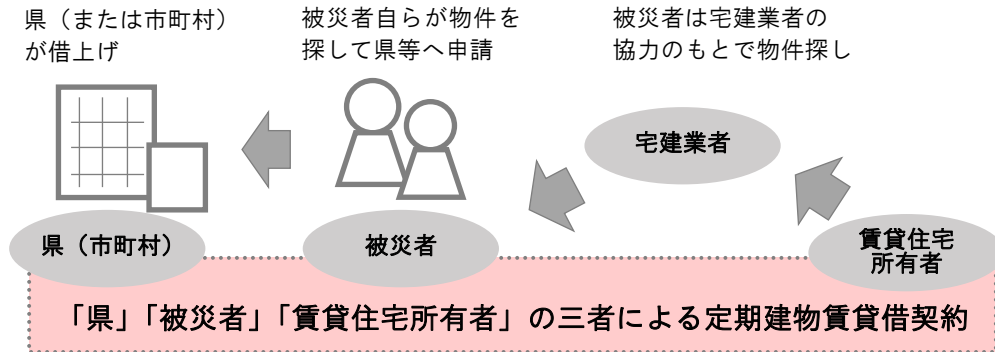 県（または市町村）
が借上げ
被災者自らが物件を
探して県等へ申請
被災者は宅建業者の
協力のもとで物件探し
宅建業者
県（市町村）
被災者
賃貸住宅
所有者
「県」「被災者」「賃貸住宅所有者」の三者による定期建物賃貸借契約